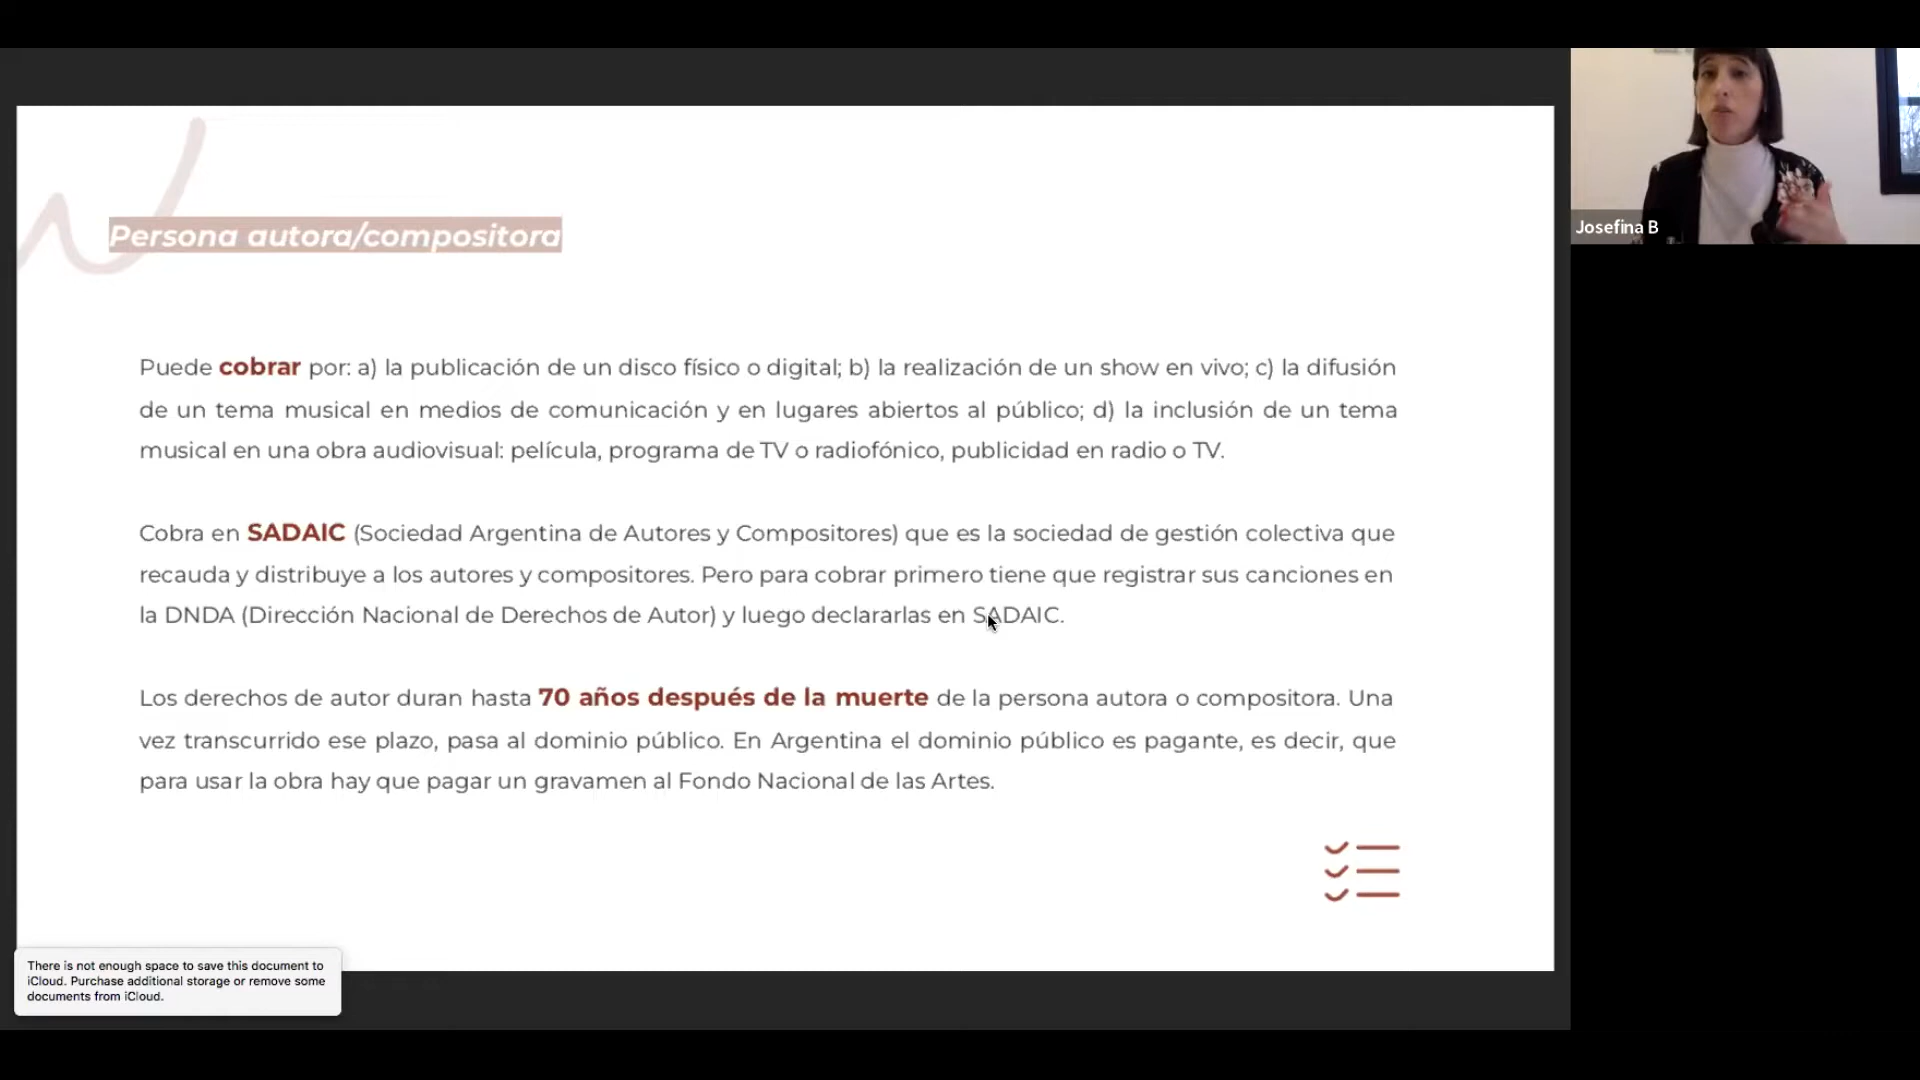 Persona autora/compositora
Puede cobrar por: a) la publicación de un disco físico o digital; b) la realización de un show en vivo; c) la difusión
de un tema musical en medios de comunicación y en lugares abiertos al público; d) la inclusión de un tema
musical en una obra audiovisual: película, programa de TV o radiofónico, publicidad en radio o TV.
Cobra en SADAIC (Sociedad Argentina de Autores y Compositores) que es la sociedad de gestión colectiva que
recauda y distribuye a los autores y compositores. Pero para cobrar primero tiene que registrar sus canciones en
la DNDA (Dirección Nacional de Derechos de Autor) y luego declararlas en SADAIC.
Los derechos de autor duran hasta 70 años después de la muerte de la persona autora o compositora. Una
vez transcurrido ese plazo, pasa al dominio público. En Argentina el dominio público es pagante, es decir, que
para usar la obra hay que pagar un gravamen al Fondo Nacional de las Artes.
Josefina B
There is not enough space to save this document to
iCloud. Purchase additional storage or remove some
documents from iCloud.